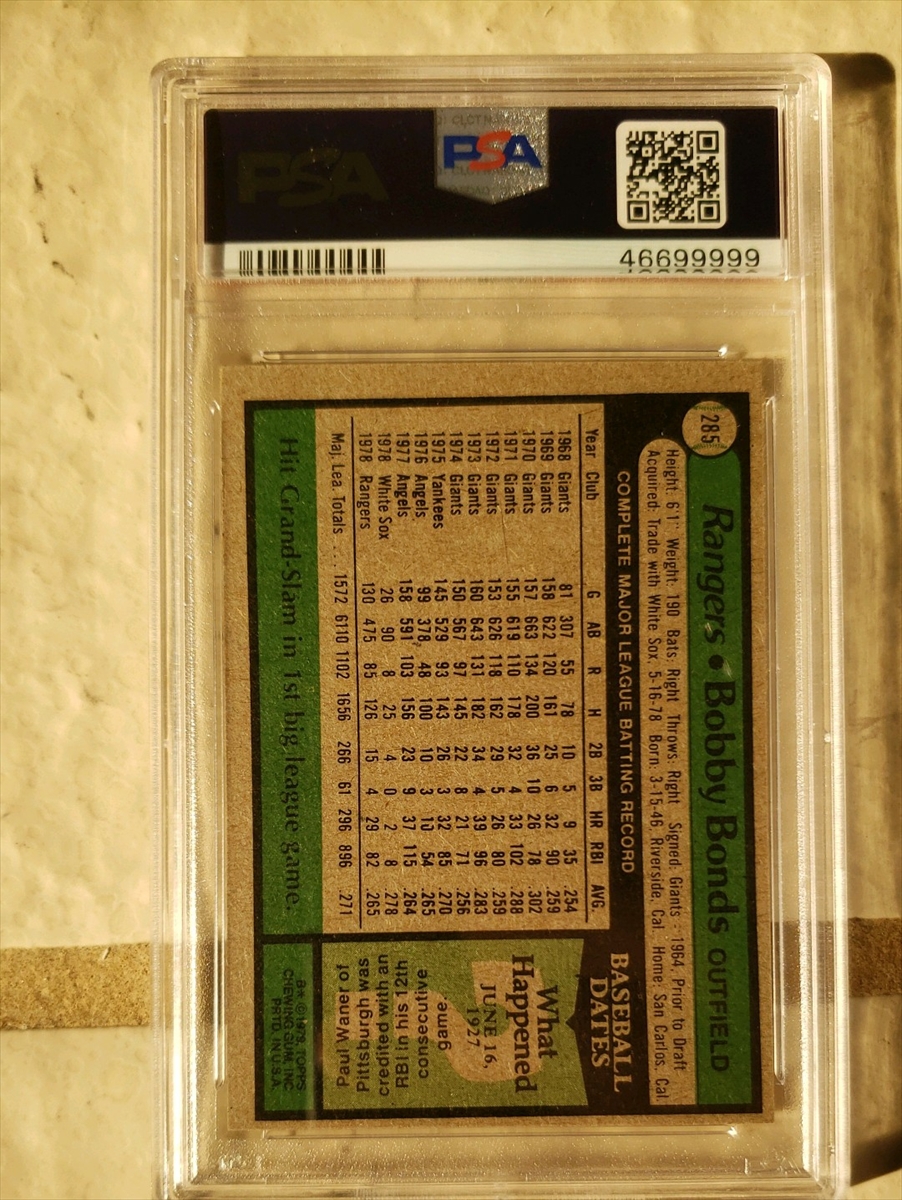 PSA
PSA
46699999
285
Rangers • Bobby Bonds OUTFIELD
Height: 6'1" Weight: 190 Bats: Right Throws: Right Signed: Giants - 1964, Prior to Draft
Acquired: Trade with White Sox, 5-16-78 Born: 3-15-46, Riverside, Cal. Home: San Carlos, Cal.
COMPLETE MAJOR LEAGUE BATTING RECORD
Year Club G AB R H 2B 3B HR RBI AVG.
1968 Giants 81 307 55 78 10 5 9 35 .254
1969 Giants 158 622 120 161 25 6 32 90 .259
1970 Giants 157 663 134 200 36 10 26 78 .302
1971 Giants 155 619 110 178 32 4 33 102 .288
1972 Giants 153 626 118 162 29 5 26 80 .259
1973 Giants 160 643 131 182 34 4 39 96 .283
1974 Giants 150 567 97 145 22 8 21 71 .256
1975 Yankees 145 529 93 143 26 3 32 85 .270
1976 Angels 99 378 48 100 10 3 10 54 .265
1977 Angels 158 591 103 156 23 9 37 115 .264
1978 White Sox 26 90 8 25 4 0 2 8 .278
1978 Rangers 130 475 85 126 15 4 29 82 .265
Maj. Lea. Totals ... 1572 6110 1102 1656 266 61 296 896 .271
Hit Grand-Slam in 1st big league game.
BASEBALL
DATES
What
Happened
JUNE 16,
1927
Paul Waner of
Pittsburgh was
credited with an
RBI in his 12th
consecutive
game.
B* © 1979, TOPPS
CHEWING GUM, INC.
PRTD. IN U.S.A.